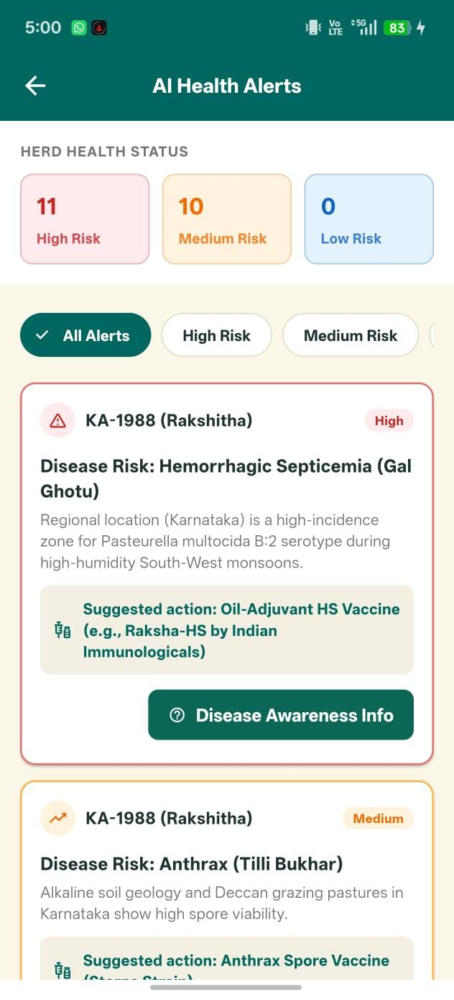 5:00
Vo
LTE
5G
83
AI Health Alerts
HERD HEALTH STATUS
11
High Risk
10
Medium Risk
0
Low Risk
All Alerts
High Risk
Medium Risk
KA-1988 (Rakshitha)
High
Disease Risk: Hemorrhagic Septicemia (Gal
Ghotu)
Regional location (Karnataka) is a high-incidence
zone for Pasteurella multocida B:2 serotype during
high-humidity South-West monsoons.
Suggested action: Oil-Adjuvant HS Vaccine
(e.g., Raksha-HS by Indian
Immunologicals)
Disease Awareness Info
KA-1988 (Rakshitha)
Medium
Disease Risk: Anthrax (Tilli Bukhar)
Alkaline soil geology and Deccan grazing pastures in
Karnataka show high spore viability.
Suggested action: Anthrax Spore Vaccine